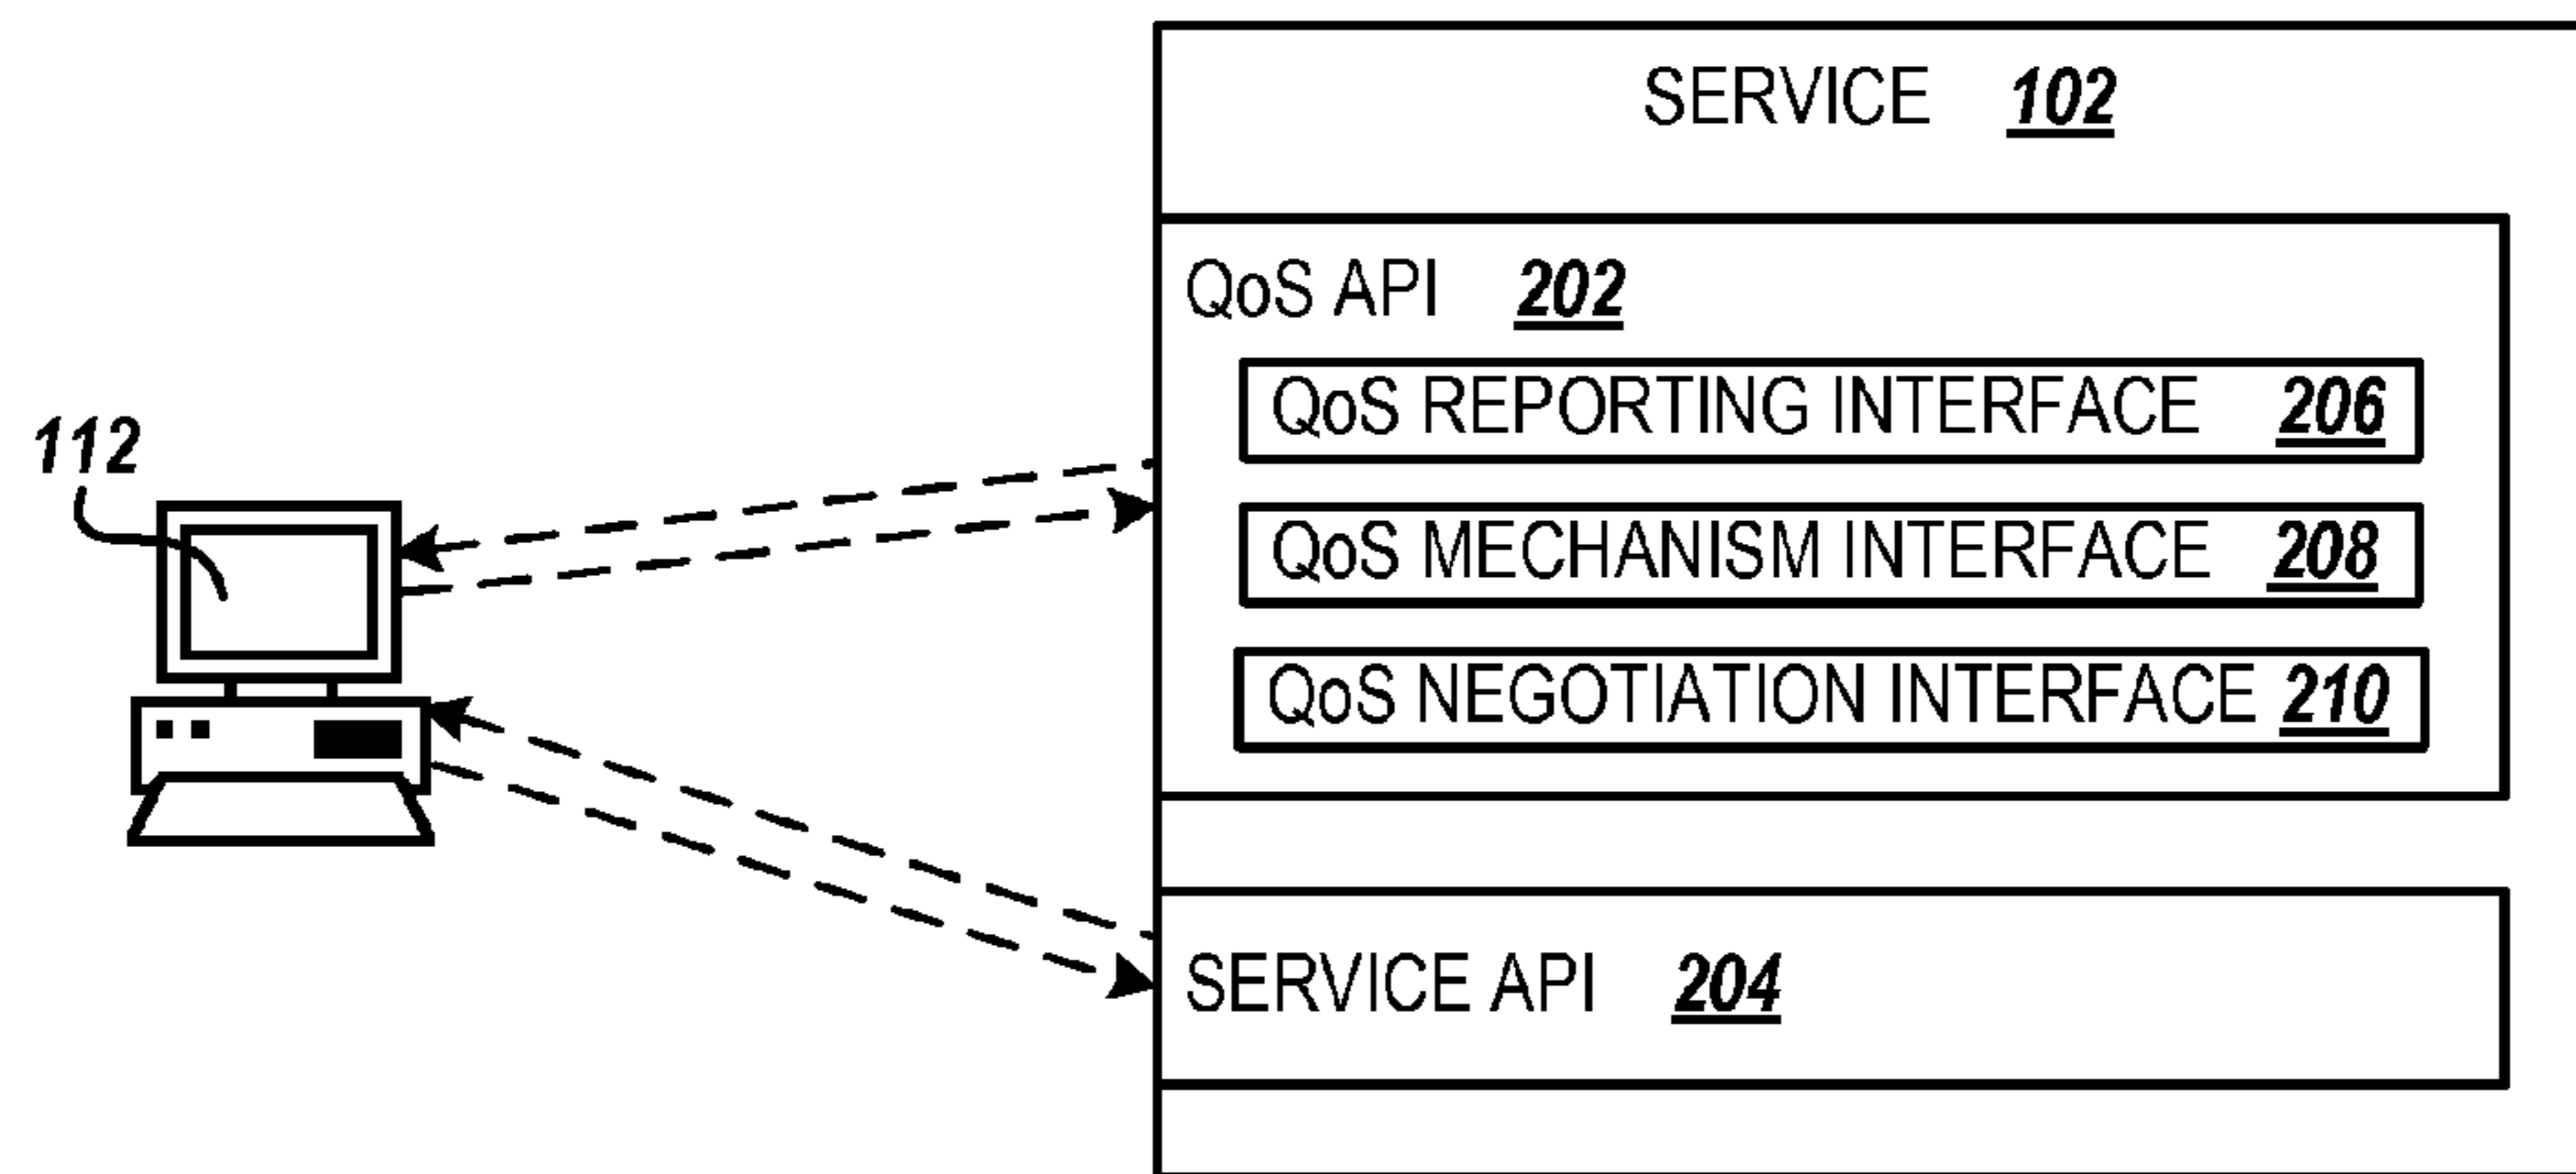 SERVICE 102
QoS API 202
QoS REPORTING INTERFACE 206
112
QoS MECHANISM INTERFACE 208
QoS NEGOTIATION INTERFACE 210
SERVICE API 204